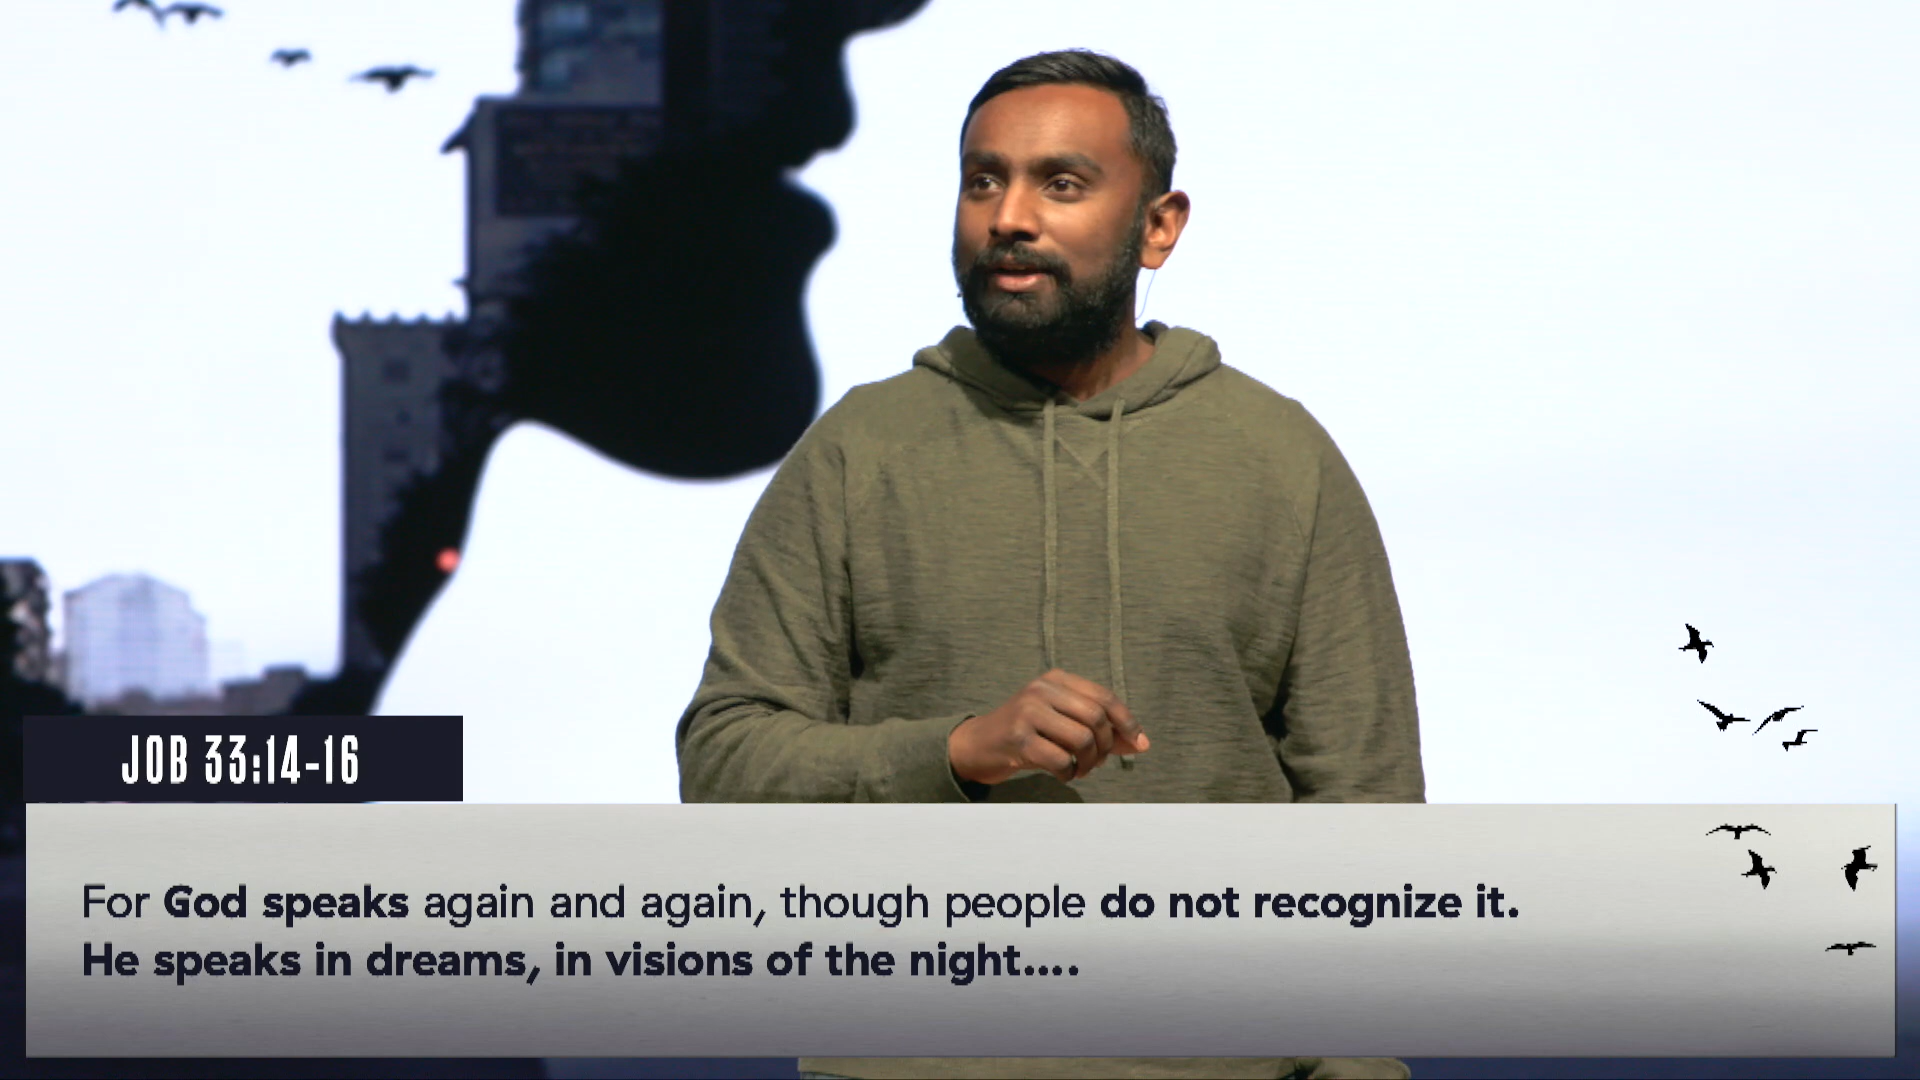 JOB 33:14-16
For God speaks again and again, though people do not recognize it.
He speaks in dreams, in visions of the night....